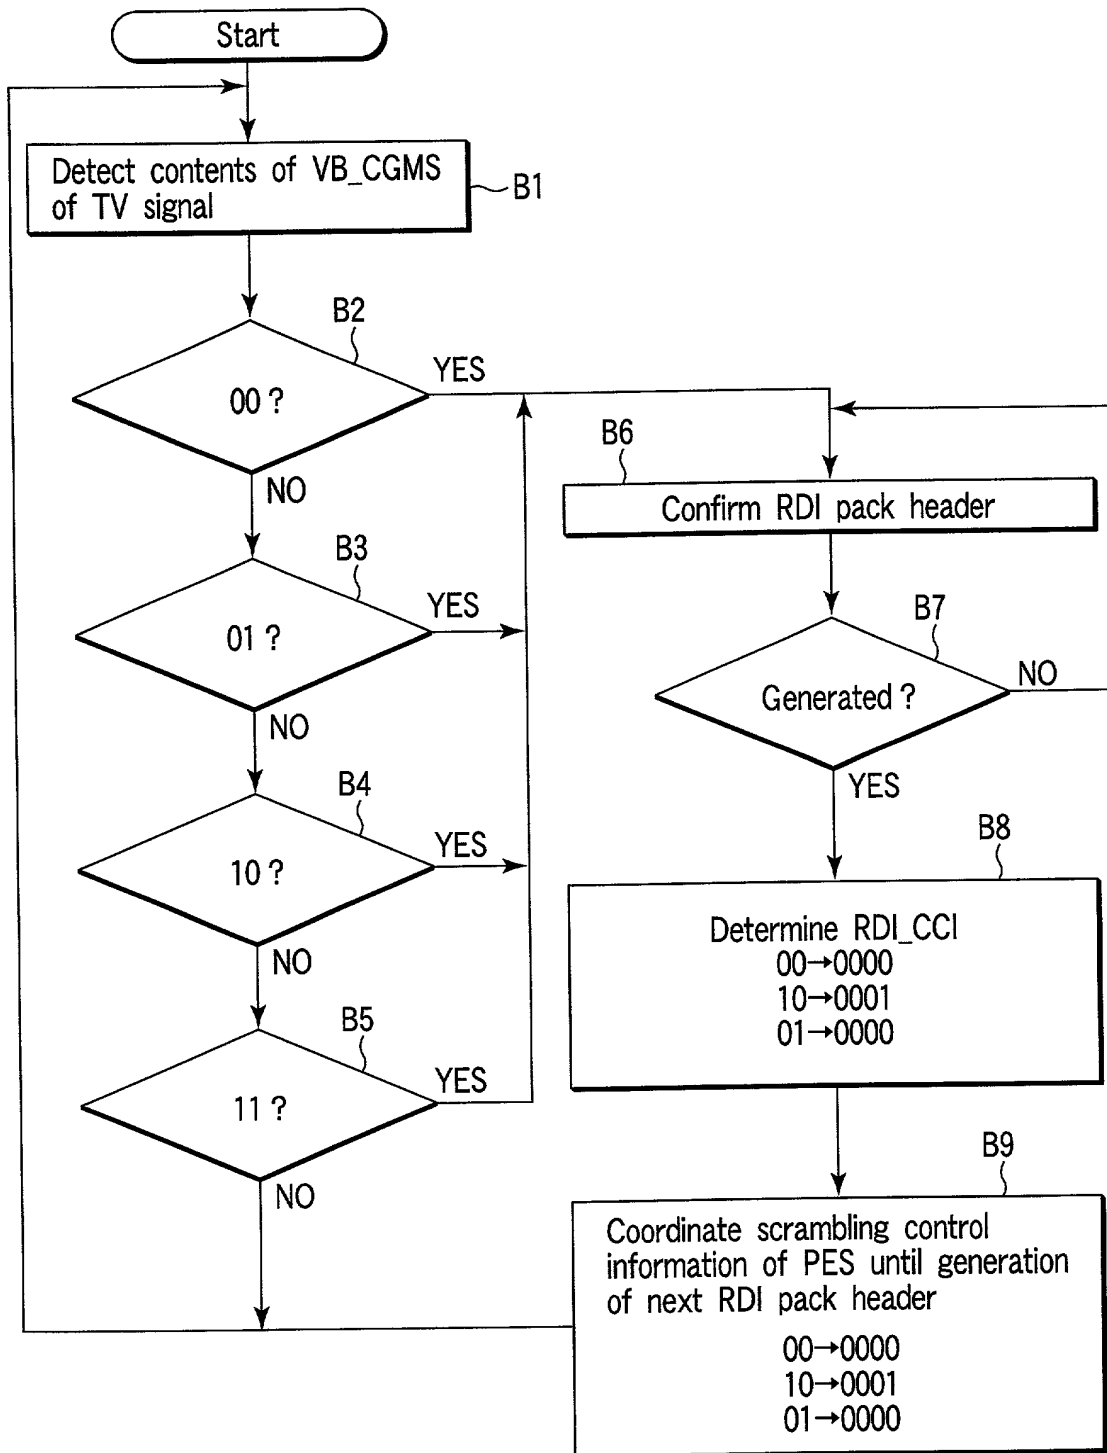 Start
Detect contents of VB_CGMS
of TV signal
B1
B2
00 ?
YES
NO
B3
01 ?
YES
NO
B4
10 ?
YES
NO
B5
11 ?
YES
NO
B6
Confirm RDI pack header
B7
Generated ?
NO
YES
B8
Determine RDI_CCI
00→0000
10→0001
01→0000
B9
Coordinate scrambling control
information of PES until generation
of next RDI pack header
00→0000
10→0001
01→0000